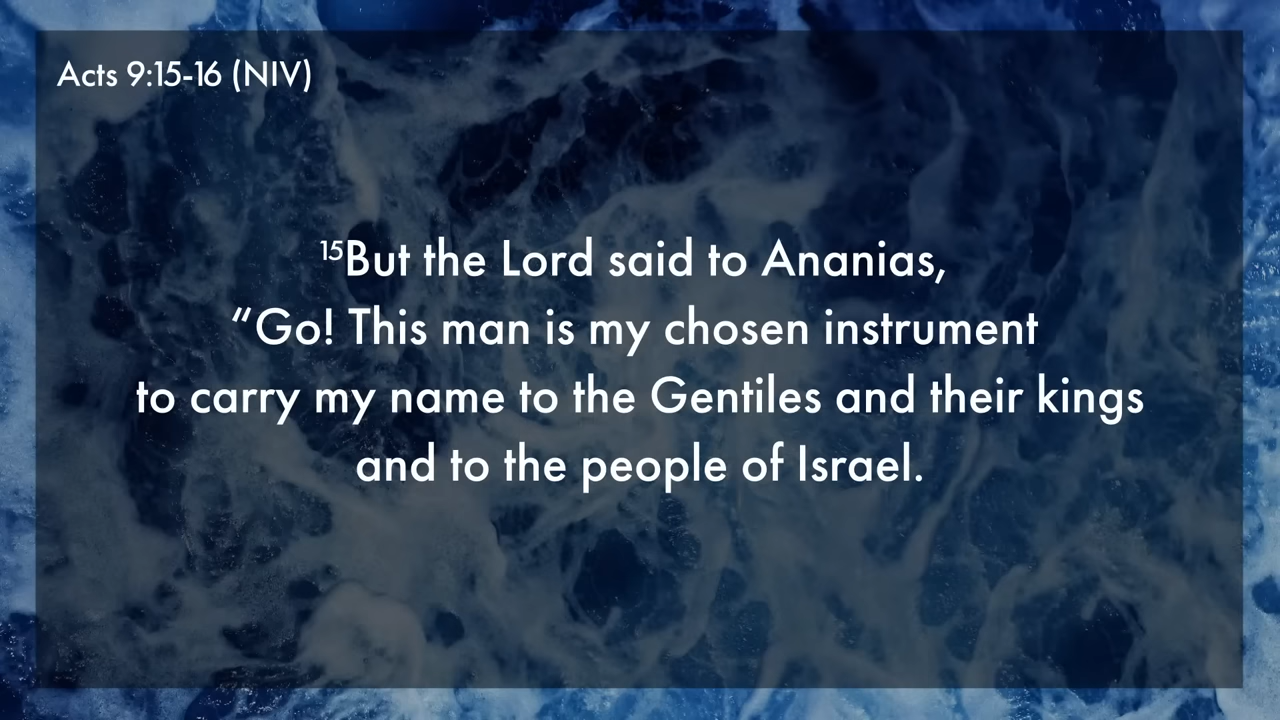 Acts 9:15-16 (NIV)
15But the Lord said to Ananias,
“Go! This man is my chosen instrument
to carry my name to the Gentiles and their kings
and to the people of Israel.